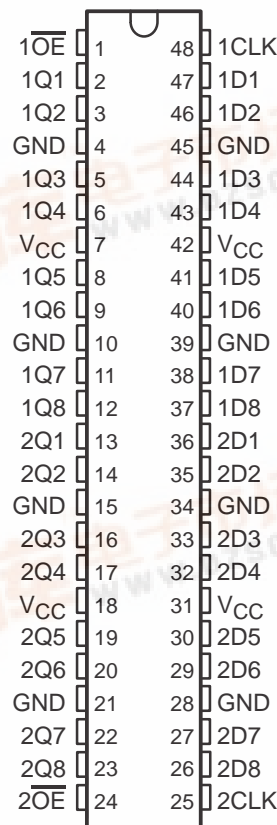 1O̅E̅ 1 48 1CLK
1Q1 2 47 1D1
1Q2 3 46 1D2
GND 4 45 GND
1Q3 5 44 1D3
1Q4 6 43 1D4
VCC 7 42 VCC
1Q5 8 41 1D5
1Q6 9 40 1D6
GND 10 39 GND
1Q7 11 38 1D7
1Q8 12 37 1D8
2Q1 13 36 2D1
2Q2 14 35 2D2
GND 15 34 GND
2Q3 16 33 2D3
2Q4 17 32 2D4
VCC 18 31 VCC
2Q5 19 30 2D5
2Q6 20 29 2D6
GND 21 28 GND
2Q7 22 27 2D7
2Q8 23 26 2D8
2O̅E̅ 24 25 2CLK